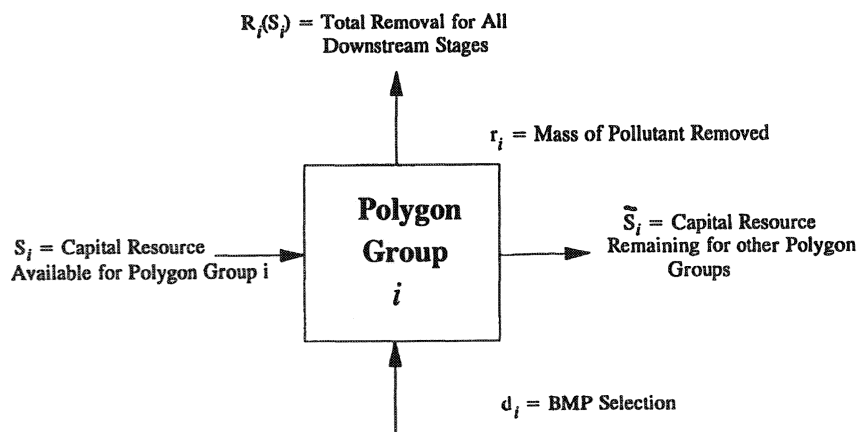 R_i(S_i) = Total Removal for All
Downstream Stages
r_i = Mass of Pollutant Removed
Polygon
Group
i
S_i = Capital Resource
Available for Polygon Group i
S̃_i = Capital Resource
Remaining for other Polygon
Groups
d_i = BMP Selection